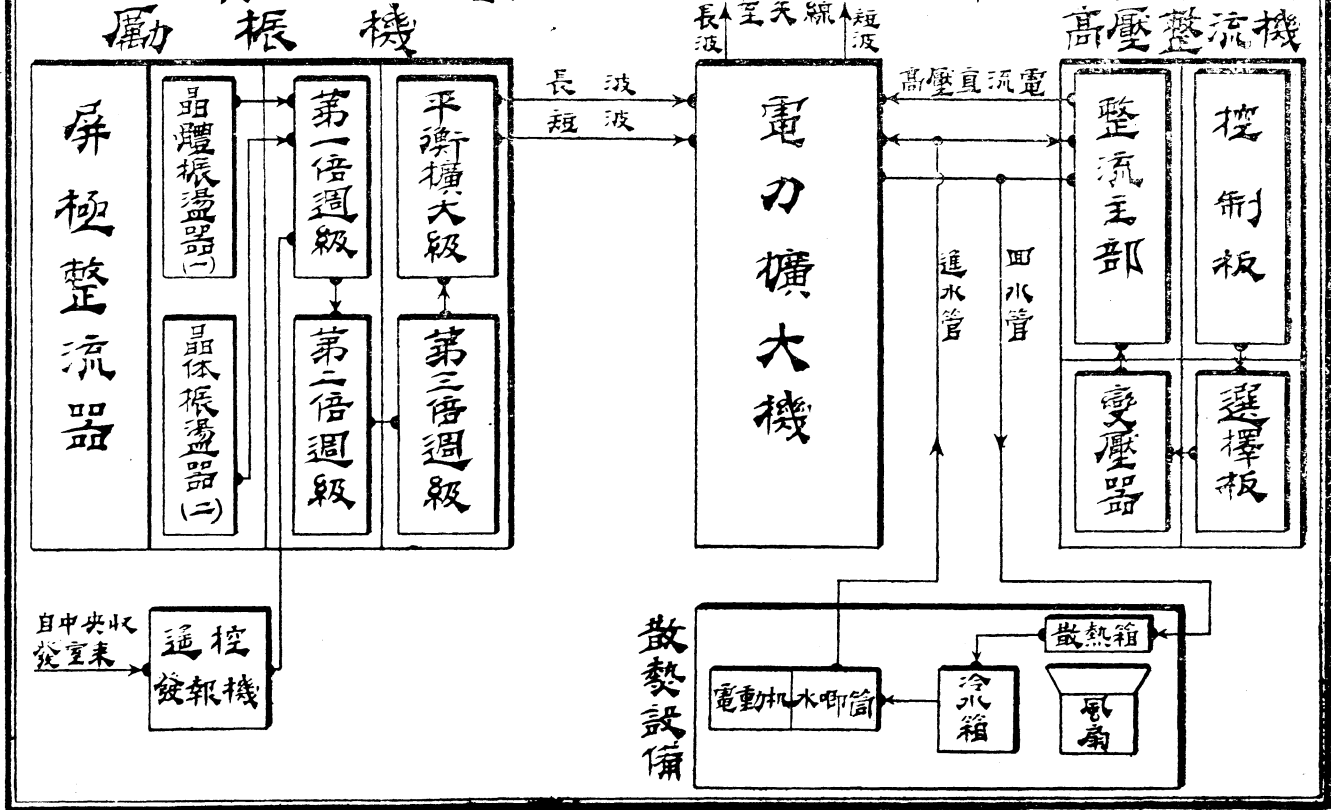 勵振機
長波
至天線
短波
高壓整流機
屏極整流器
晶體振盪器(一)
第一倍週級
平衡擴大級
晶体振盪器(二)
第二倍週級
第三倍週級
長波
短波
電力擴大機
高壓直流電
整流主部
控制板
進水管
回水管
變壓器
選擇板
自中央收
發室来
遥控
發報機
散熱設備
散熱箱
電動机
水唧筒
冷水箱
風扇